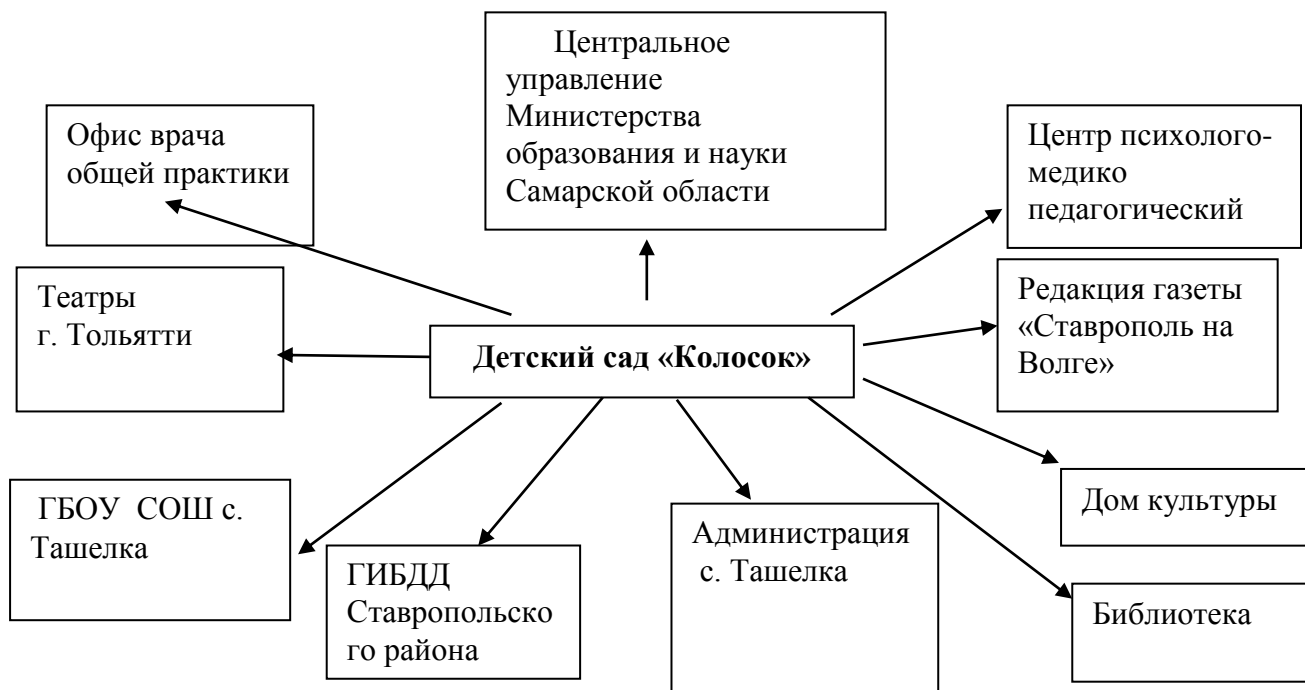 Центральное
управление
Министерства
образования и науки
Самарской области
Офис врача
общей практики
Центр психолого-
медико
педагогический
Театры
г. Тольятти
Редакция газеты
«Ставрополь на
Волге»
Детский сад «Колосок»
ГБОУ СОШ с.
Ташелка
ГИБДД
Ставропольско
го района
Администрация
с. Ташелка
Дом культуры
Библиотека